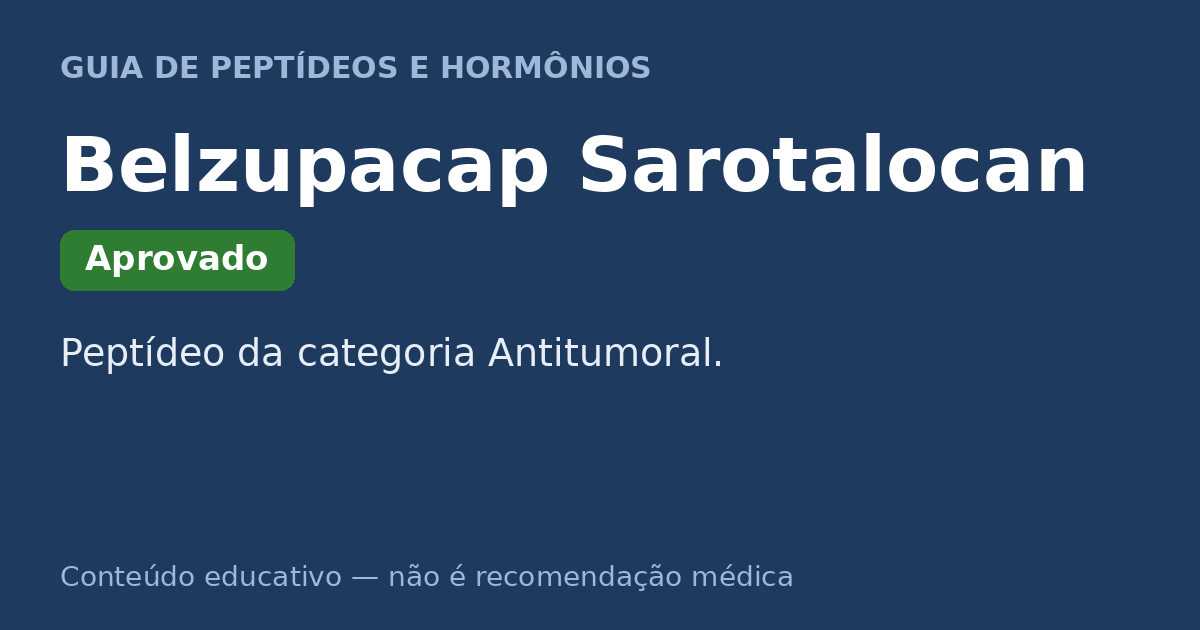 GUIA DE PEPTÍDEOS E HORMÔNIOS
Belzupacap Sarotalocan
Aprovado
Peptídeo da categoria Antitumoral.
Conteúdo educativo — não é recomendação médica